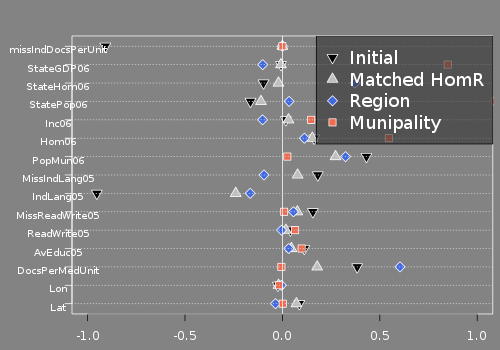 missIndDocsPerUnit
StateGDP06
StateHom06
StatePop06
Inc06
Hom06
PopMun06
MissIndLang05
IndLang05
MissReadWrite05
ReadWrite05
AvEduc05
DocsPerMedUnit
Lon
Lat
Initial
Matched HomR
Region
Munipality
-1.0 -0.5 0.0 0.5 1.0